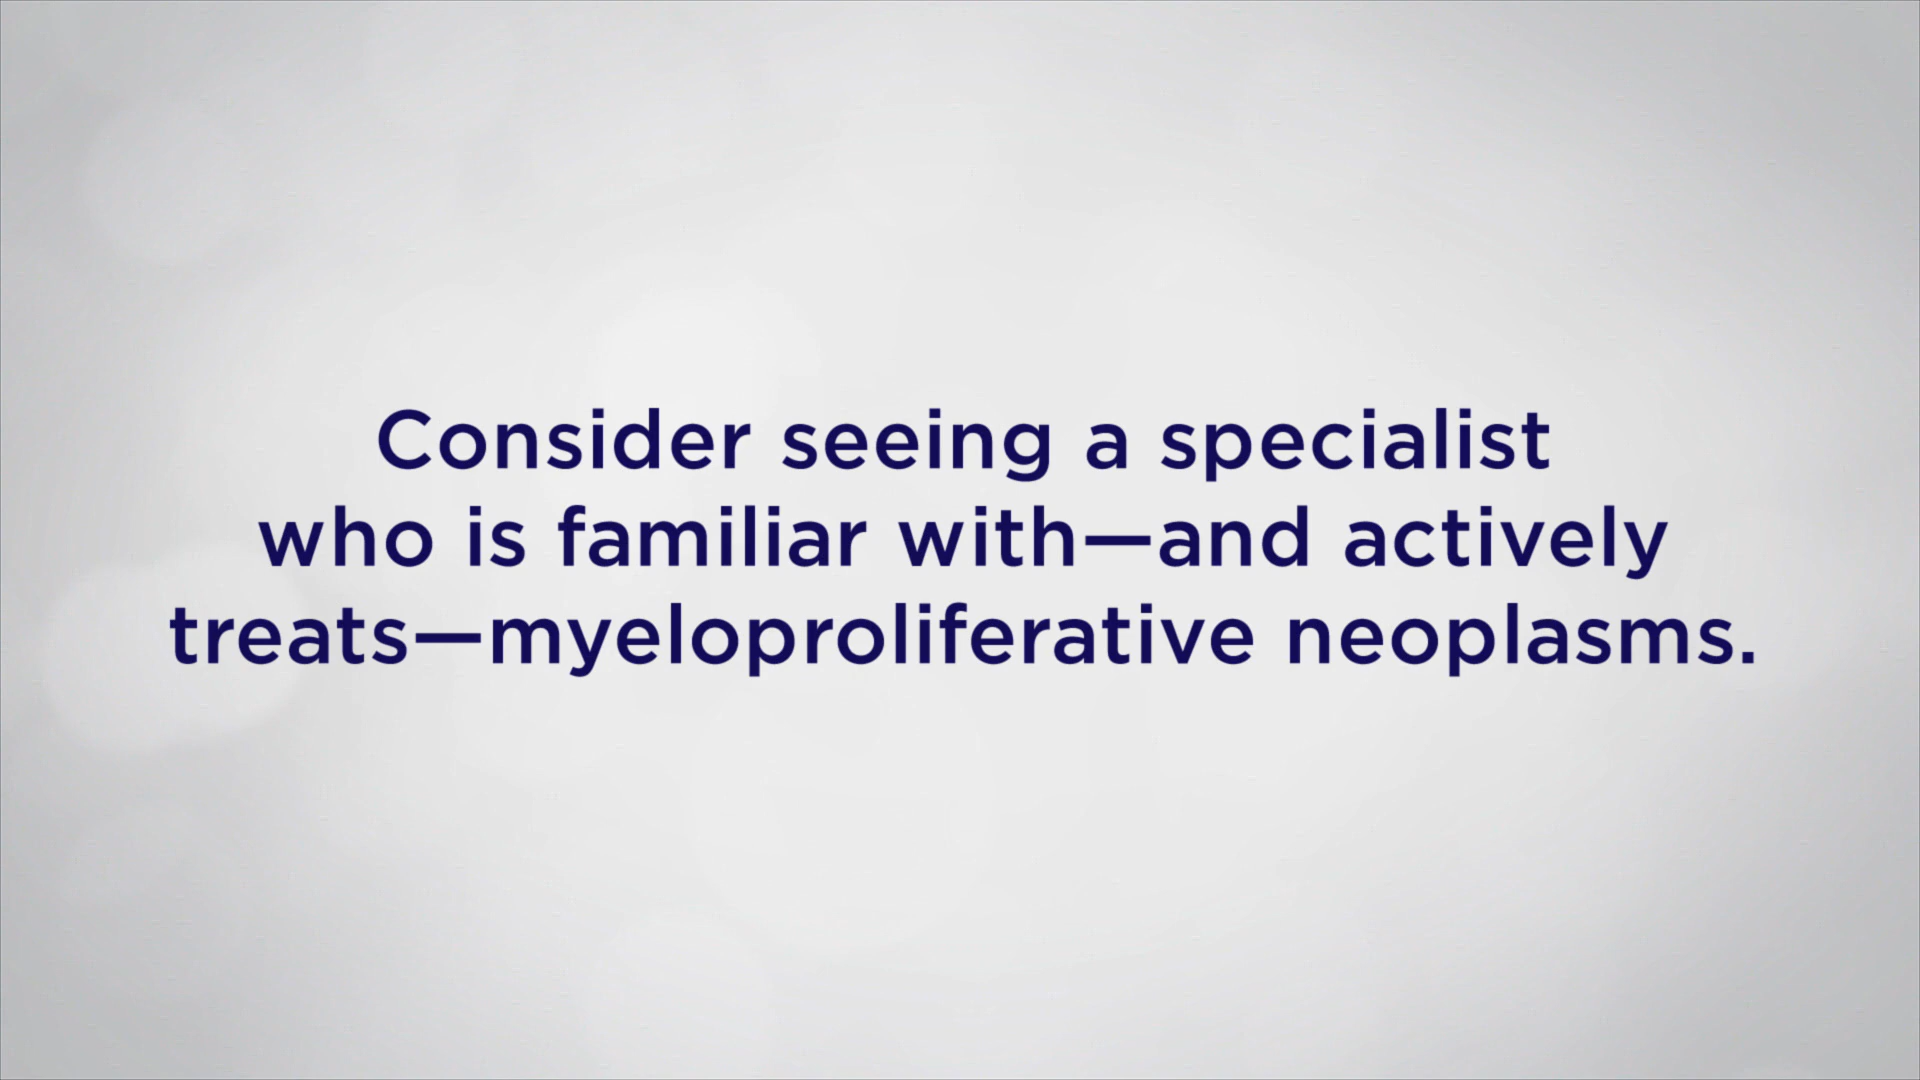 Consider seeing a specialist
who is familiar with—and actively
treats—myeloproliferative neoplasms.